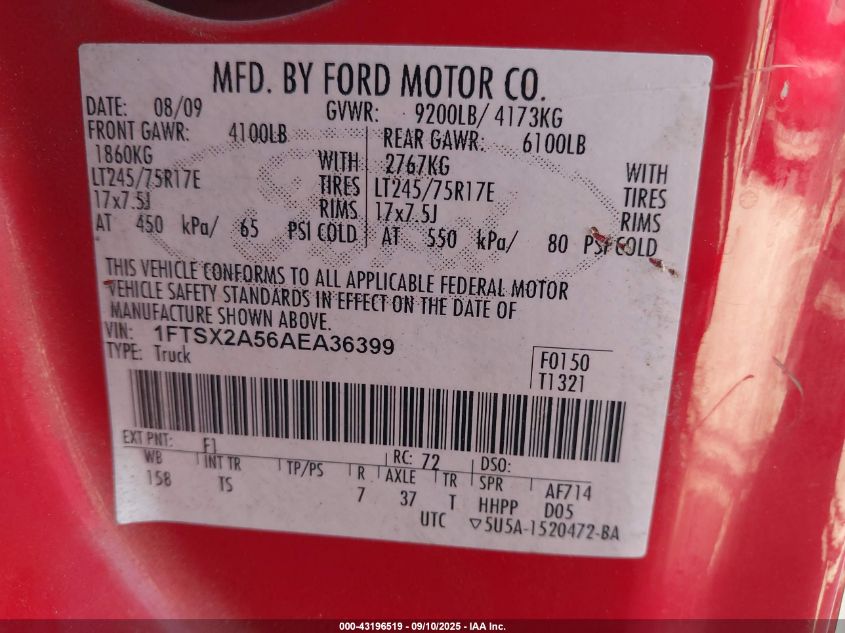 MFD. BY FORD MOTOR CO.
DATE: 08/09 GVWR: 9200LB/ 4173KG
FRONT GAWR: 4100LB REAR GAWR: 6100LB
1860KG WITH 2767KG WITH
LT245/75R17E TIRES LT245/75R17E TIRES
17x7.5J RIMS 17x7.5J RIMS
AT 450 kPa/ 65 PSI COLD AT 550 kPa/ 80 PSI COLD
THIS VEHICLE CONFORMS TO ALL APPLICABLE FEDERAL MOTOR
VEHICLE SAFETY STANDARDS IN EFFECT ON THE DATE OF
MANUFACTURE SHOWN ABOVE.
VIN: 1FTSX2A56AEA36399
TYPE: Truck
F0150
T1321
EXT PNT: F1 RC: 72 DSO:
WB INT TR TP/PS R AXLE TR SPR AF714
158 TS 7 37 T HHPP D05
UTC ▽5U5A-1520472-BA
000-43196519 - 09/10/2025 - IAA Inc.